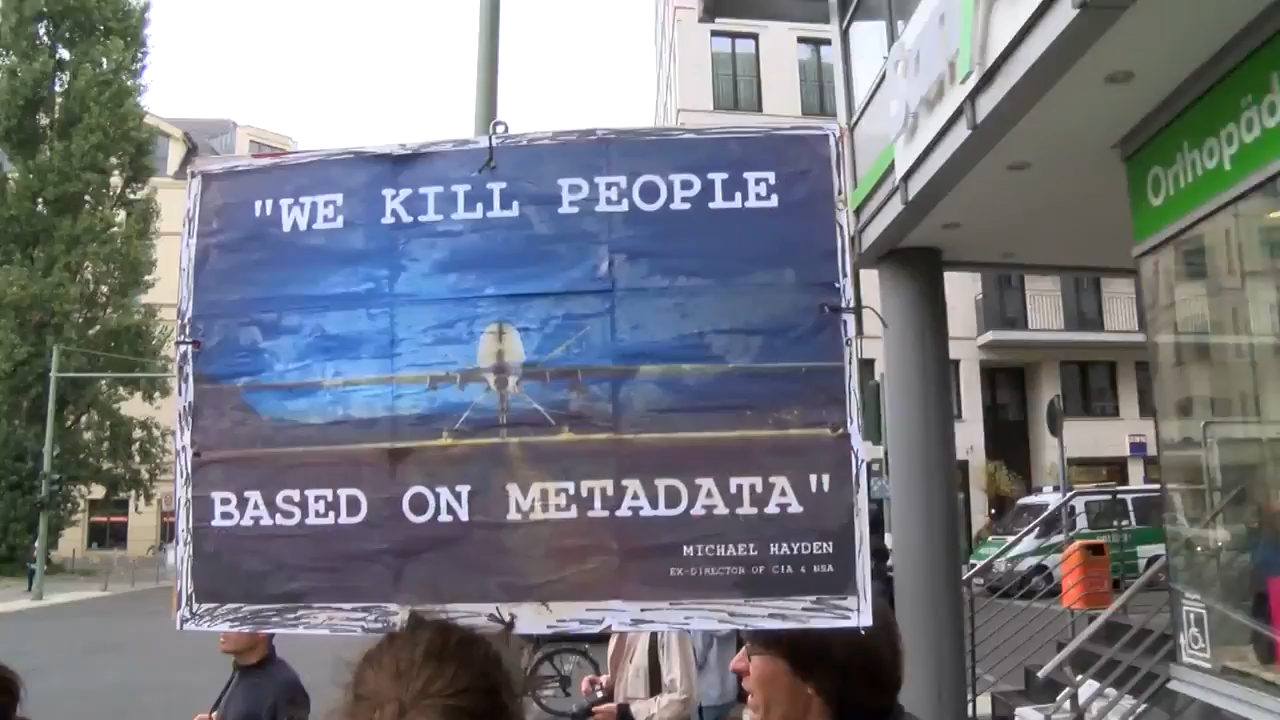 "WE KILL PEOPLE
BASED ON METADATA"
MICHAEL HAYDEN
EX-DIRECTOR OF CIA & NSA
Orthopäd